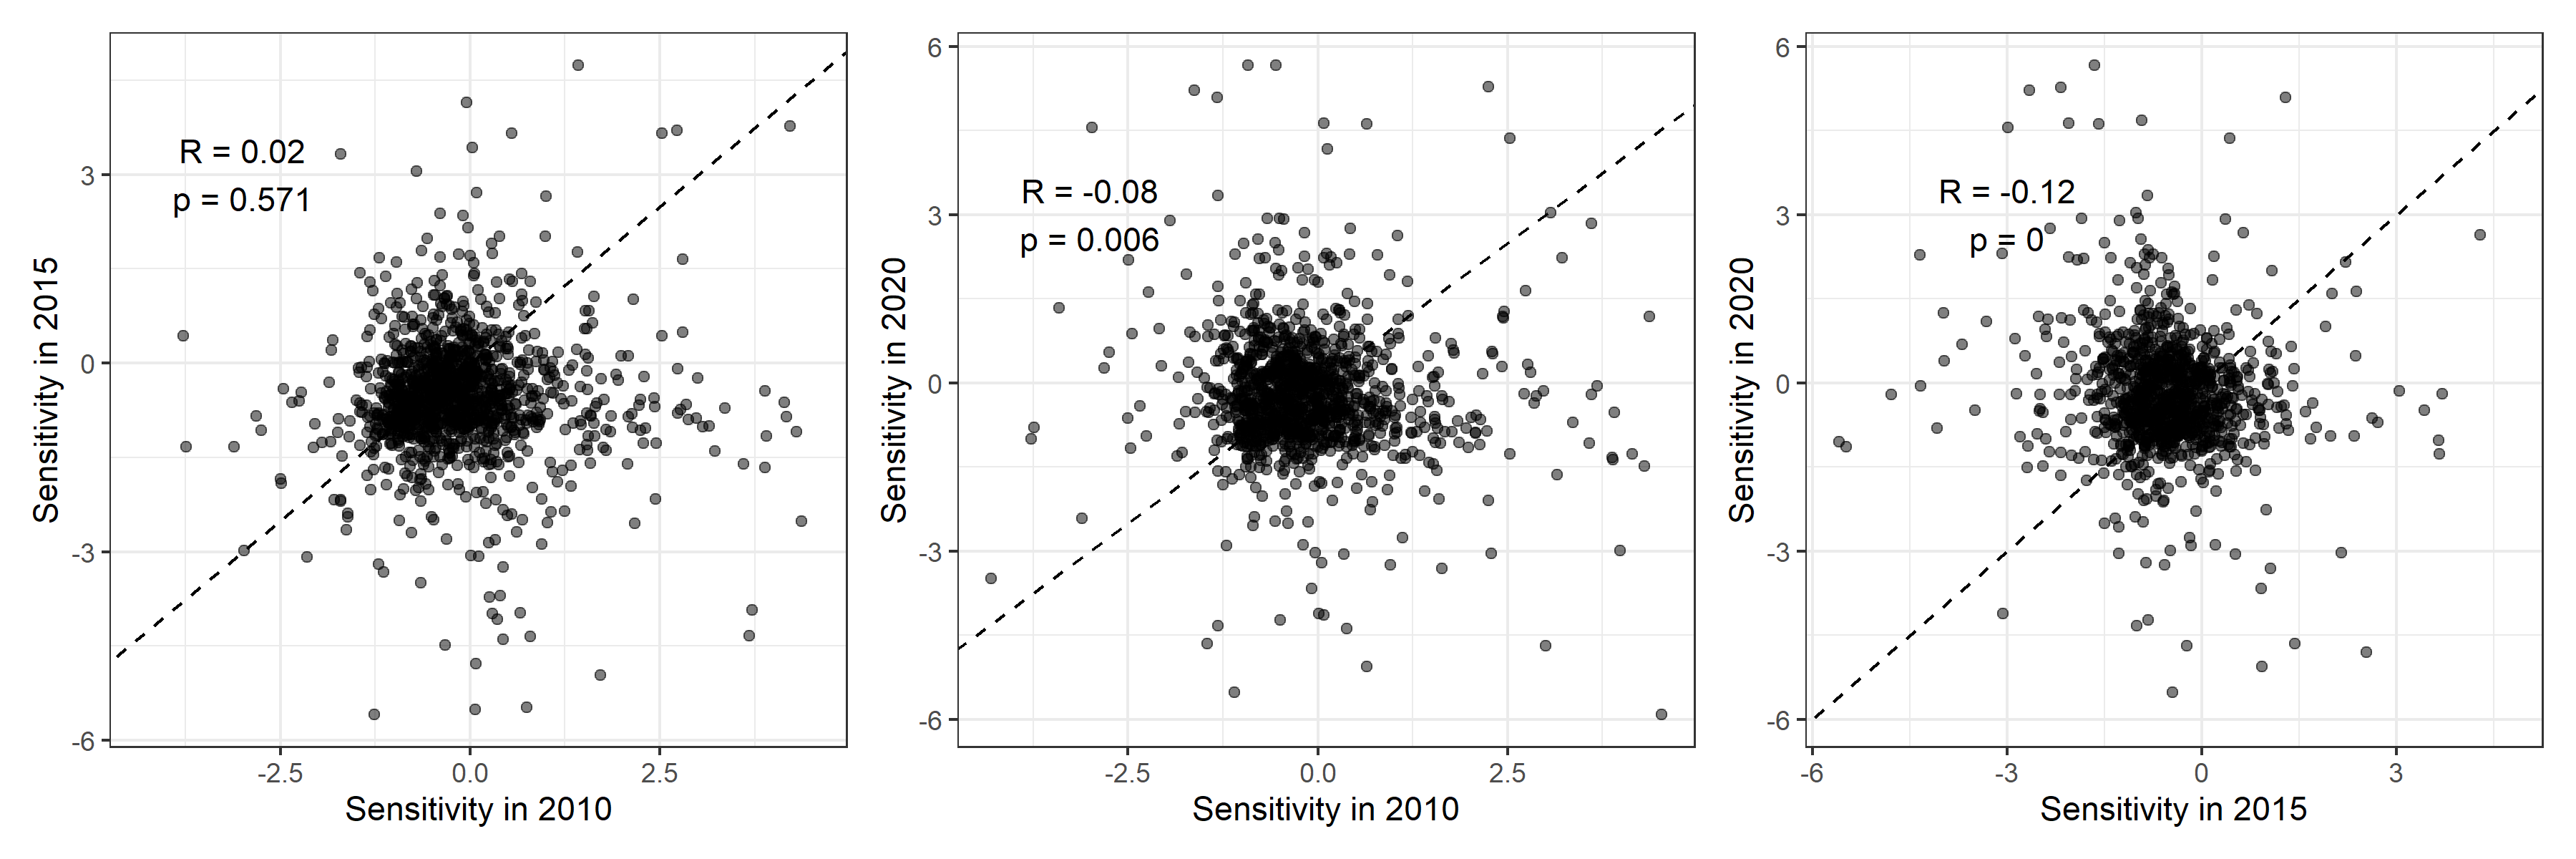 R = 0.02
p = 0.571
3
0
-3
-6
-2.5 0.0 2.5
Sensitivity in 2010
Sensitivity in 2015
R = -0.08
p = 0.006
6
3
0
-3
-6
-2.5 0.0 2.5
Sensitivity in 2010
Sensitivity in 2020
R = -0.12
p = 0
6
3
0
-3
-6
-6 -3 0 3
Sensitivity in 2015
Sensitivity in 2020